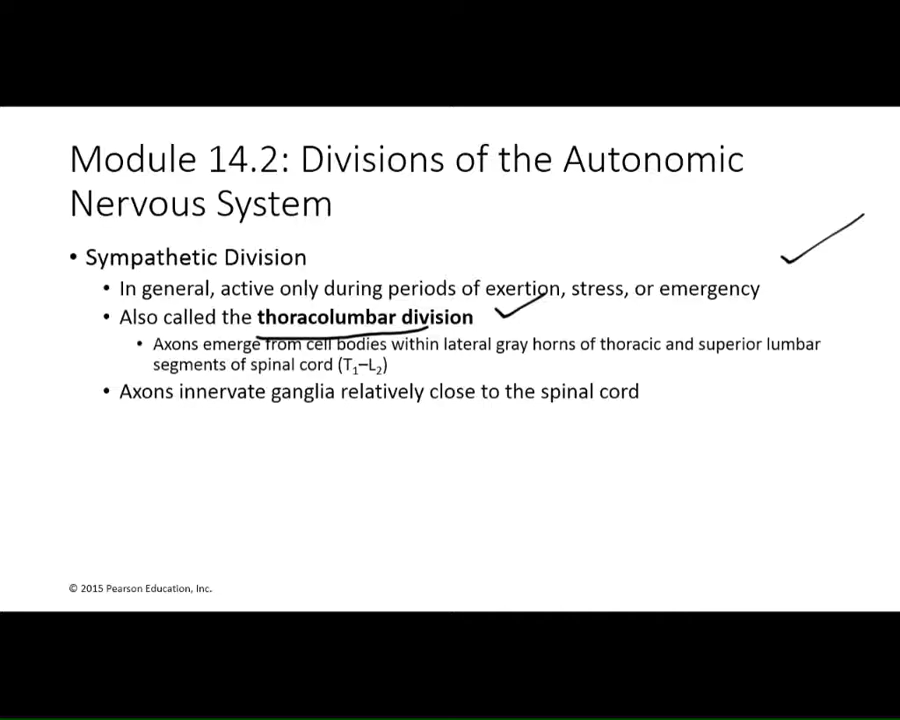 Module 14.2: Divisions of the Autonomic
Nervous System
• Sympathetic Division
• In general, active only during periods of exertion, stress, or emergency
• Also called the thoracolumbar division
• Axons emerge from cell bodies within lateral gray horns of thoracic and superior lumbar
segments of spinal cord (T₁–L₂)
• Axons innervate ganglia relatively close to the spinal cord
© 2015 Pearson Education, Inc.